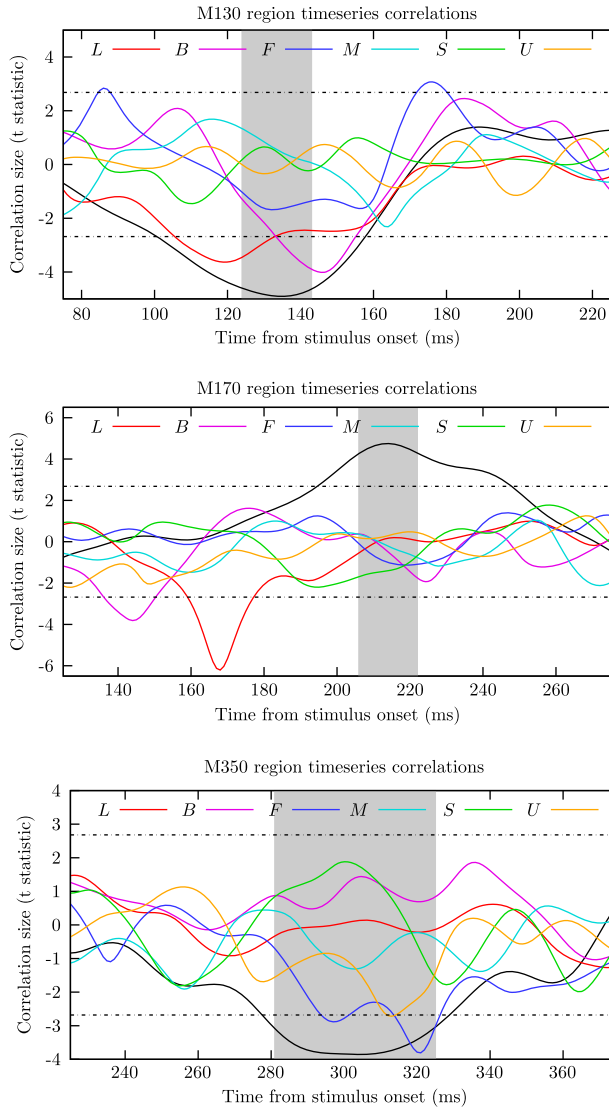 M130 region timeseries correlations
Correlation size (t statistic)
L B F M S U
4
2
0
-2
-4
80 100 120 140 160 180 200 220
Time from stimulus onset (ms)
M170 region timeseries correlations
Correlation size (t statistic)
L B F M S U
6
4
2
0
-2
-4
-6
140 160 180 200 220 240 260
Time from stimulus onset (ms)
M350 region timeseries correlations
Correlation size (t statistic)
L B F M S U
4
3
2
1
0
-1
-2
-3
-4
240 260 280 300 320 340 360
Time from stimulus onset (ms)